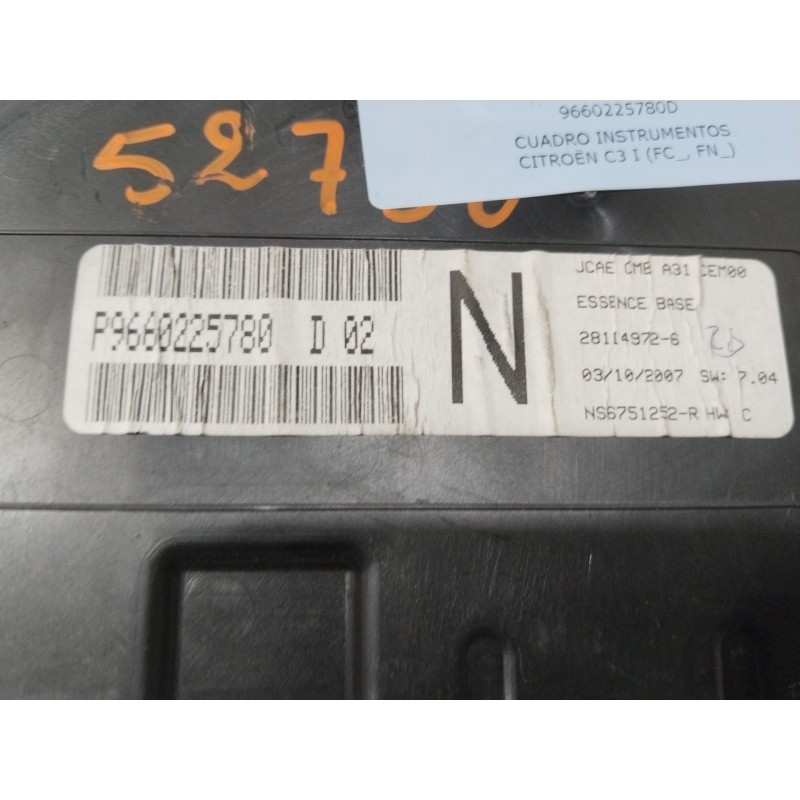 9660225780D
CUADRO INSTRUMENTOS
CITROËN C3 I (FC_, FN_)
P9660225780 D 02
N
JCAE CMB A31 CEM00
ESSENCE BASE
28114972-6
03/10/2007 SW: 7.04
NS6751252-R HW C